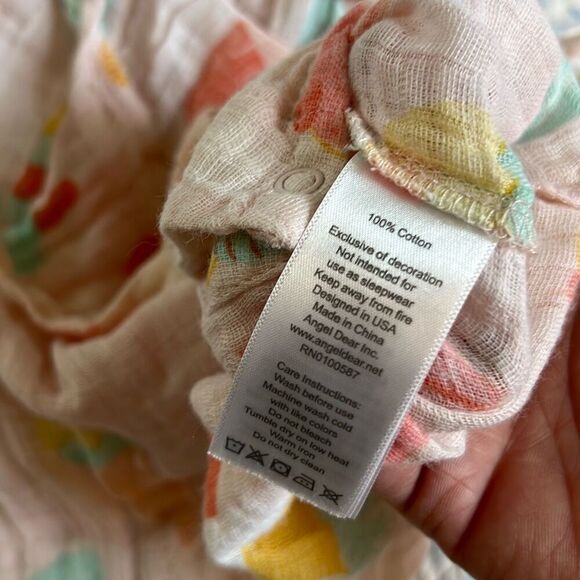 100% Cotton
Exclusive of decoration
Not intended for
use as sleepwear
Keep away from fire
Designed in USA
Made in China
Angel Dear Inc.
www.angeldear.net
RN0100587
Care Instructions:
Wash before use
Machine wash cold
with like colors
Do not bleach
Tumble dry on low heat
Warm iron
Do not dry clean